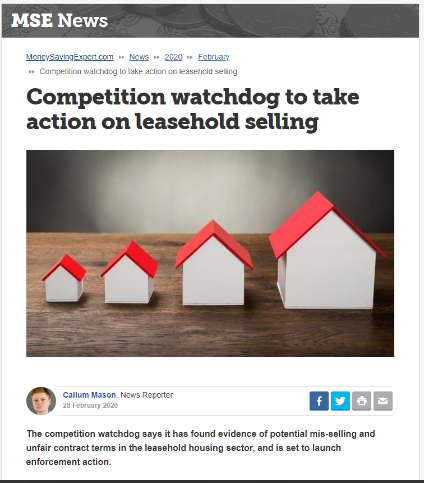 MSE News
MoneySavingExpert.com ›› News ›› 2020 ›› February
›› Competition watchdog to take action on leasehold selling
Competition watchdog to take
action on leasehold selling
Callum Mason, News Reporter
28 February 2020
The competition watchdog says it has found evidence of potential mis-selling and
unfair contract terms in the leasehold housing sector, and is set to launch
enforcement action.